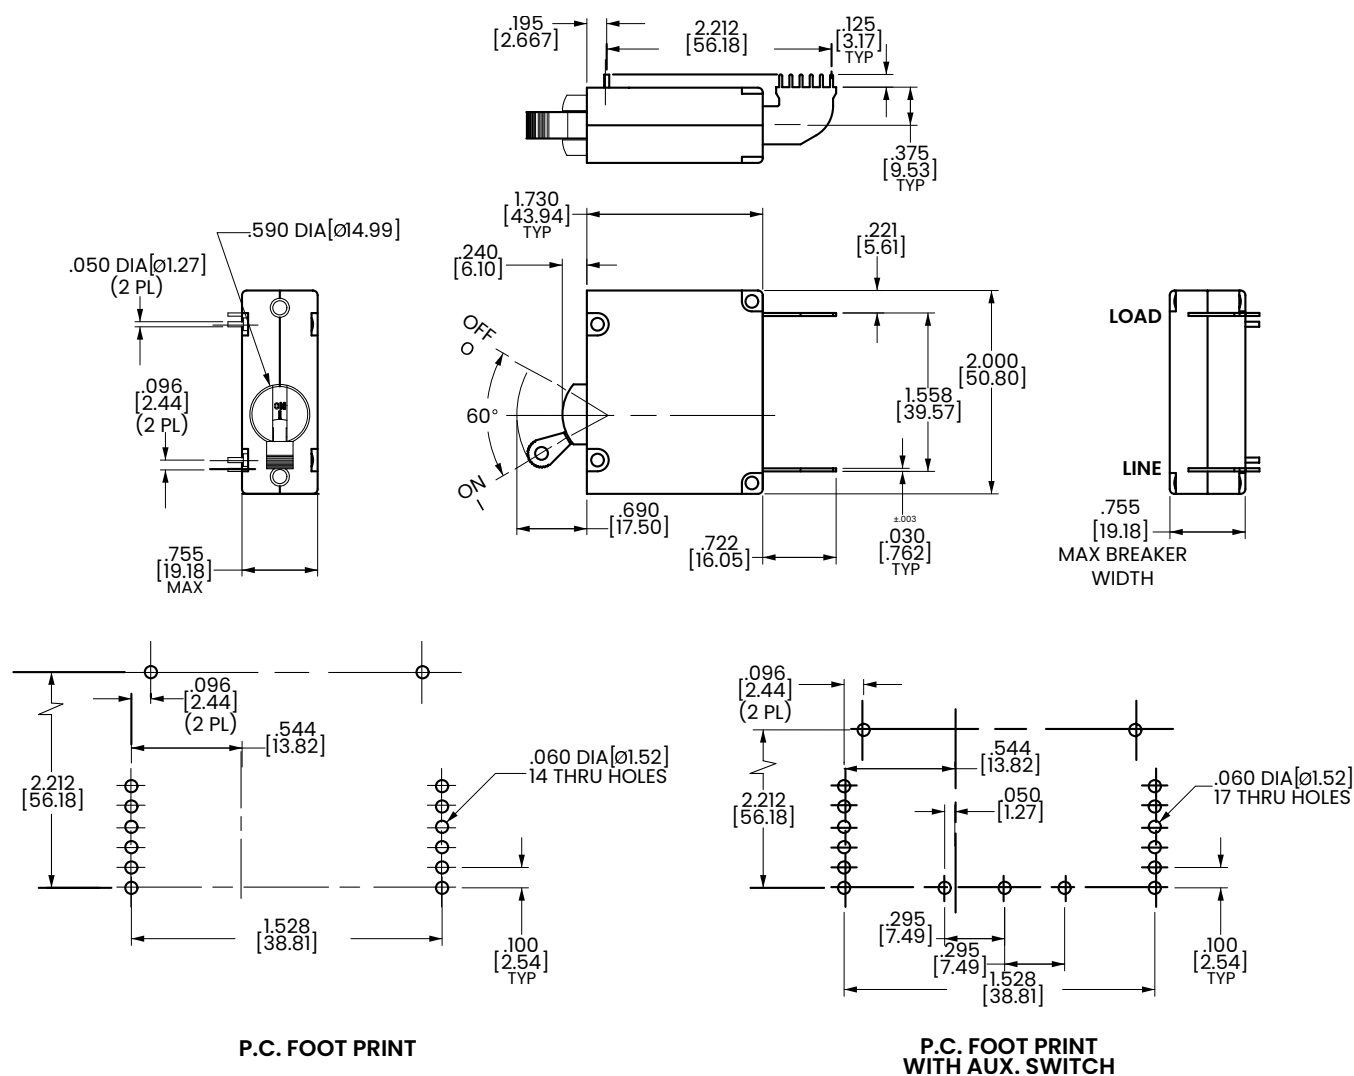 .195
[2.667]
2.212
[56.18]
.125
[3.17]
TYP
.375
[9.53]
TYP
1.730
[43.94]
TYP
.590 DIA[Ø14.99]
.221
[5.61]
.240
[6.10]
.050 DIA[Ø1.27]
(2 PL)
OFF
O
LOAD
2.000
[50.80]
.096
[2.44]
(2 PL)
60°
1.558
[39.57]
ON
I
ON
I
LINE
.690
[17.50]
±.003
.030
[.762]
TYP
.722
[16.05]
.755
[19.18]
MAX BREAKER
WIDTH
.755
[19.18]
MAX
.096
[2.44]
(2 PL)
.544
[13.82]
.060 DIA[Ø1.52]
14 THRU HOLES
2.212
[56.18]
1.528
[38.81]
.100
[2.54]
TYP
P.C. FOOT PRINT
.096
[2.44]
(2 PL)
.544
[13.82]
.050
[1.27]
.060 DIA[Ø1.52]
17 THRU HOLES
2.212
[56.18]
.295
[7.49]
.295
[7.49]
1.528
[38.81]
.100
[2.54]
TYP
P.C. FOOT PRINT
WITH AUX. SWITCH